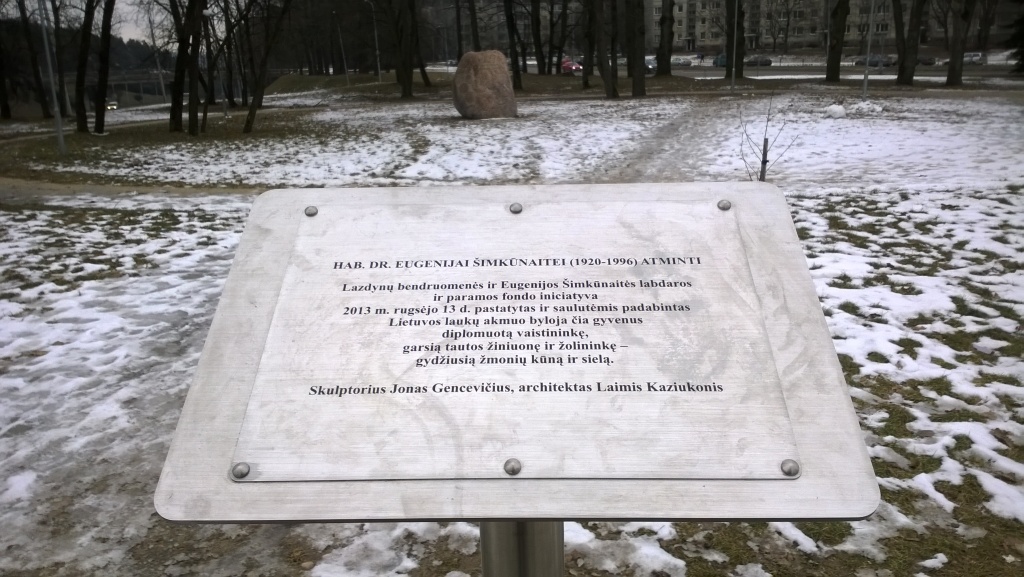 HAB. DR. EUGENIJAI ŠIMKŪNAITEI (1920-1996) ATMINTI
Lazdynų bendruomenės ir Eugenijos Šimkūnaitės labdaros
ir paramos fondo iniciatyva
2013 m. rugsėjo 13 d. pastatytas ir saulutėmis padabintas
Lietuvos laukų akmuo byloja čia gyvenus
diplomuotą vaistininkę,
garsią tautos žiniuonę ir žolininkę –
gydžiusią žmonių kūną ir sielą.
Skulptorius Jonas Gencevičius, architektas Laimis Kaziukonis